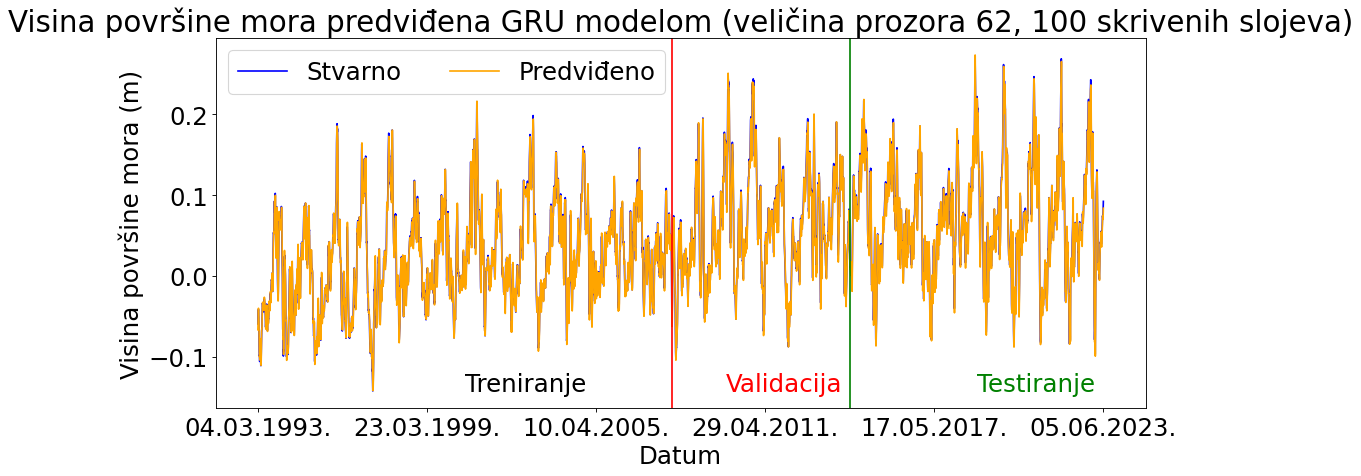 Visina površine mora predviđena GRU modelom (veličina prozora 62, 100 skrivenih slojeva)
Stvarno Predviđeno
Visina površine mora (m)
0.2
0.1
0.0
−0.1
Treniranje Validacija Testiranje
04.03.1993. 23.03.1999. 10.04.2005. 29.04.2011. 17.05.2017. 05.06.2023.
Datum